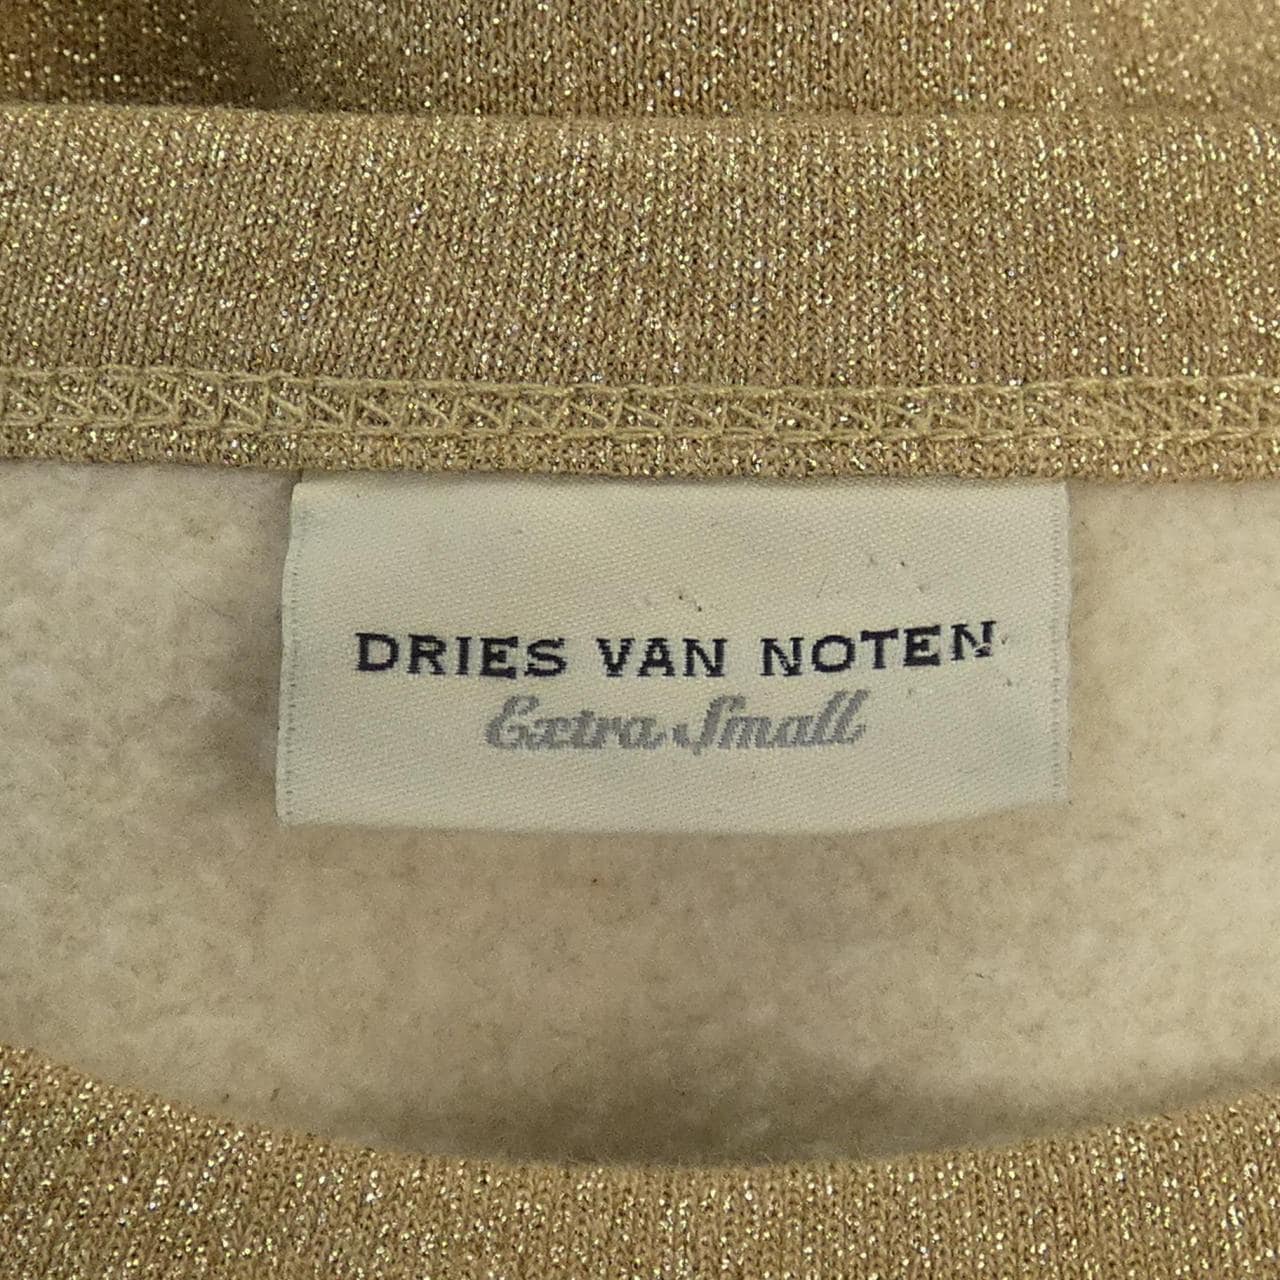 DRIES VAN NOTEN
Extra Small